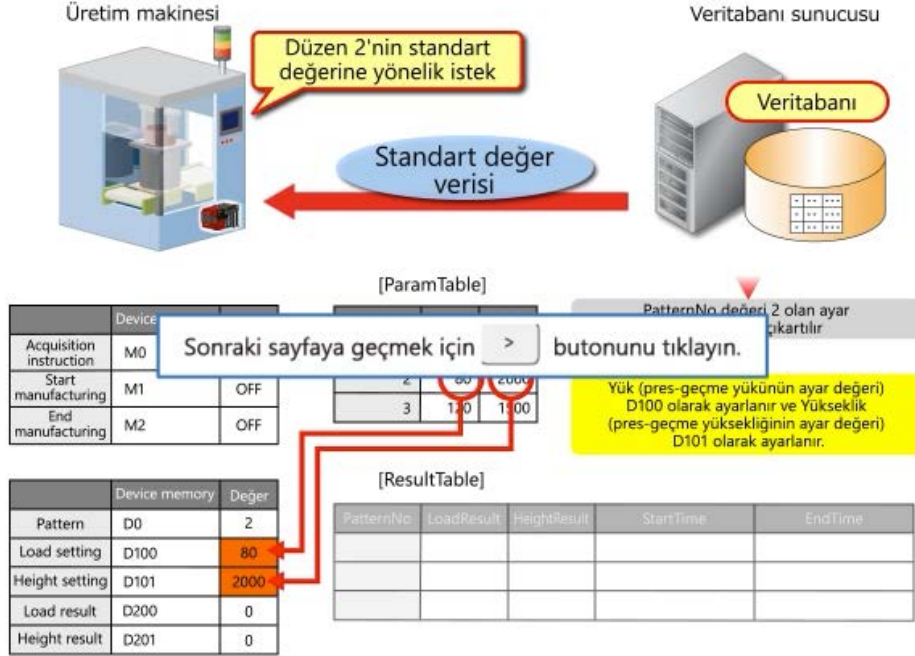 Üretim makinesi
Veritabanı sunucusu
Düzen 2'nin standart
değerine yönelik istek
Veritabanı
Standart değer
verisi
[ParamTable]
PatternNo değeri 2 olan ayar
çıkartılır
Device
Sonraki sayfaya geçmek için > butonunu tıklayın.
Acquisition
instruction
M0
Start
manufacturing
M1
OFF
End
manufacturing
M2
OFF
2 80 2000
3 120 1500
Yük (pres-geçme yükünün ayar değeri)
D100 olarak ayarlanır ve Yükseklik
(pres-geçme yüksekliğinin ayar değeri)
D101 olarak ayarlanır.
Device memory Değer
Pattern D0 2
Load setting D100 80
Height setting D101 2000
Load result D200 0
Height result D201 0
[ResultTable]
PatternNo LoadResult HeightResult StartTime EndTime